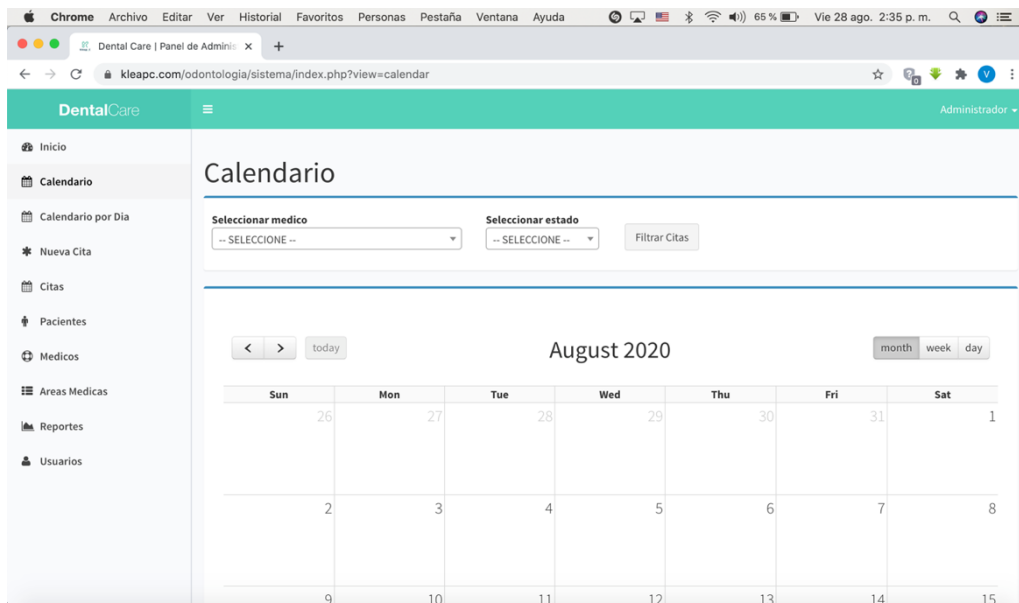 Chrome Archivo Editar Ver Historial Favoritos Personas Pestaña Ventana Ayuda 65 % Vie 28 ago. 2:35 p. m.
Dental Care | Panel de Adminis
kleapc.com/odontologia/sistema/index.php?view=calendar 0 V
DentalCare Administrador
Inicio
Calendario
Calendario por Dia
Nueva Cita
Citas
Pacientes
Medicos
Areas Medicas
Reportes
Usuarios
Calendario
Seleccionar medico Seleccionar estado
-- SELECCIONE -- -- SELECCIONE -- Filtrar Citas
today August 2020 month week day
Sun Mon Tue Wed Thu Fri Sat
26 27 28 29 30 31 1
2 3 4 5 6 7 8
9 10 11 12 13 14 15